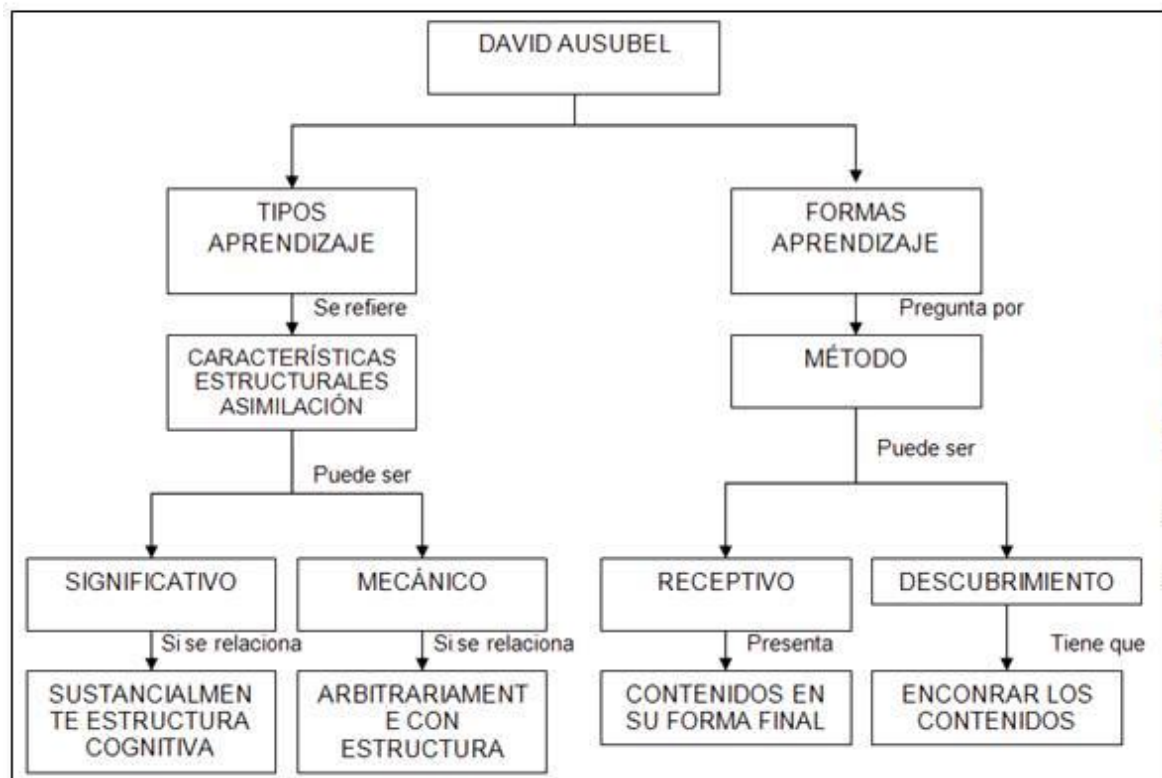 DAVID AUSUBEL
TIPOS
APRENDIZAJE
FORMAS
APRENDIZAJE
Se refiere
Pregunta por
CARACTERÍSTICAS
ESTRUCTURALES
ASIMILACIÓN
MÉTODO
Puede ser
Puede ser
SIGNIFICATIVO
MECÁNICO
RECEPTIVO
DESCUBRIMIENTO
Si se relaciona
Si se relaciona
Presenta
Tiene que
SUSTANCIALMEN
TE ESTRUCTURA
COGNITIVA
ARBITRARIAMENT
E CON
ESTRUCTURA
CONTENIDOS EN
SU FORMA FINAL
ENCONRAR LOS
CONTENIDOS